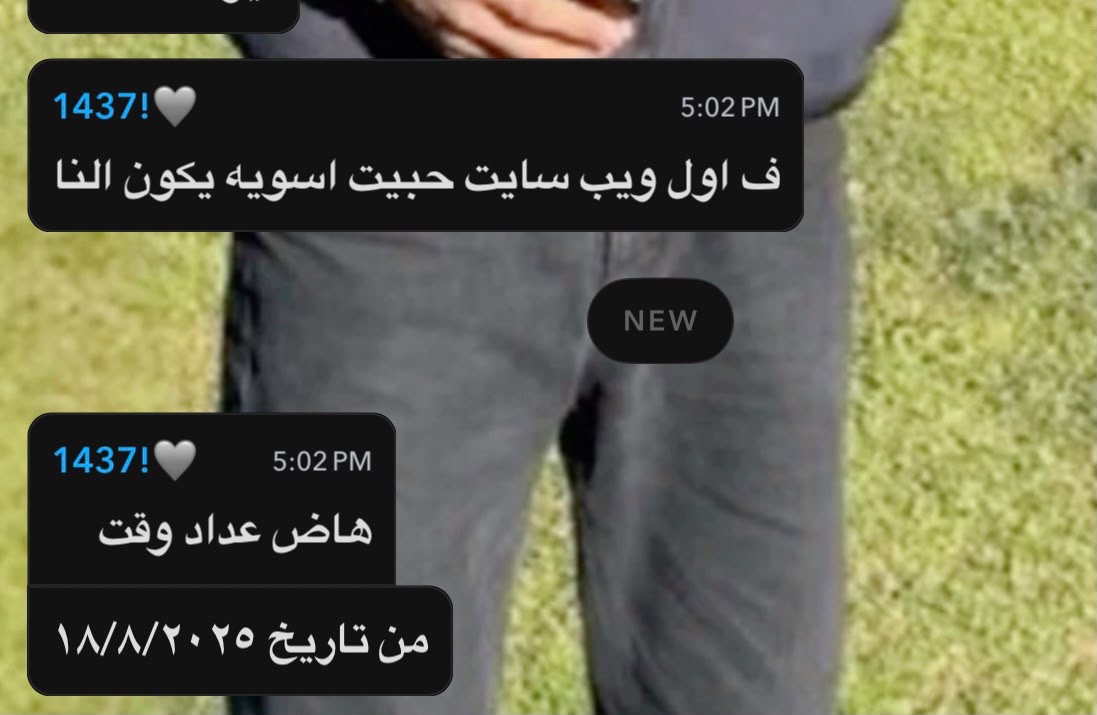 1437!🩶 5:02 PM
ف اول ويب سايت حبيت اسويه يكون النا
NEW
1437!🩶 5:02 PM
هاض عداد وقت
من تاريخ ١٨/٨/٢٠٢٥